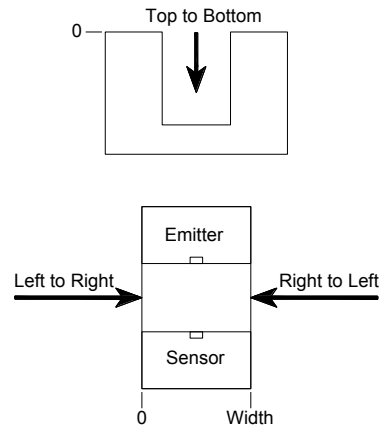 Top to Bottom
0
Emitter
Left to Right
Right to Left
Sensor
0
Width